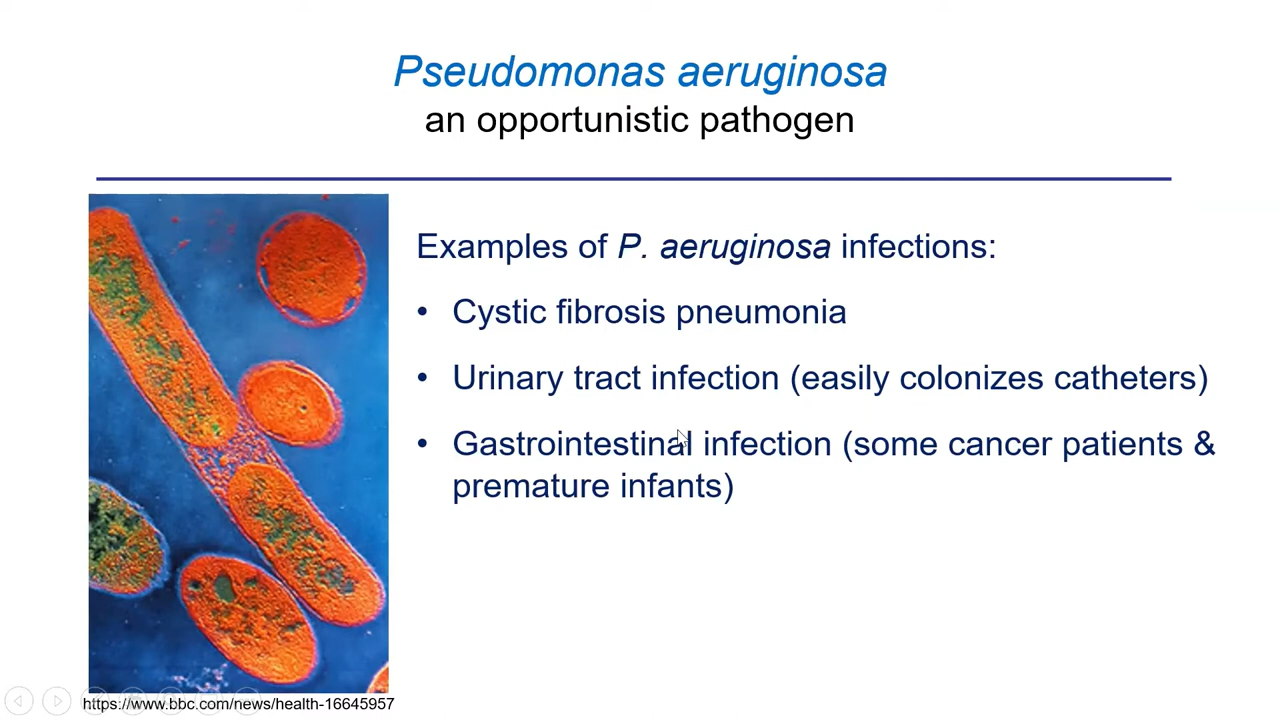 Pseudomonas aeruginosa
an opportunistic pathogen
Examples of P. aeruginosa infections:
• Cystic fibrosis pneumonia
• Urinary tract infection (easily colonizes catheters)
• Gastrointestinal infection (some cancer patients &
premature infants)
https://www.bbc.com/news/health-16645957